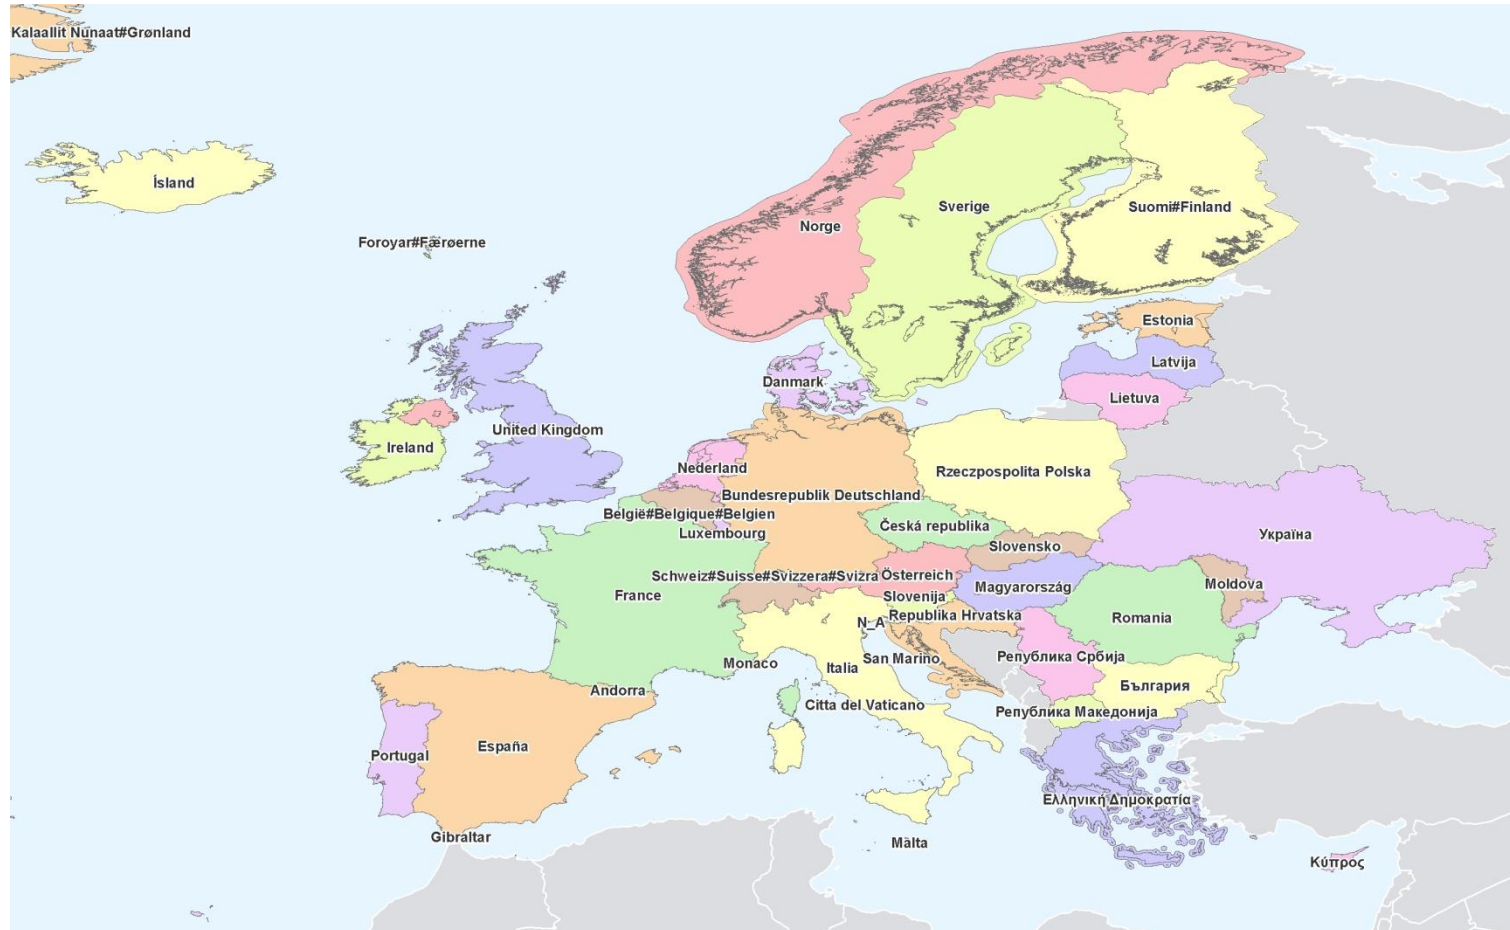 Kalaallit Nunaat#Grønland
Ísland
Foroyar#Færøerne
Norge
Sverige
Suomi#Finland
Estonia
Latvija
Lietuva
Danmark
United Kingdom
Ireland
Nederland
Rzeczpospolita Polska
Bundesrepublik Deutschland
België#Belgique#Belgien
Luxembourg
Česká republika
Slovensko
Україна
Schweiz#Suisse#Svizzera#Svizra
Österreich
Magyarország
Moldova
France
Slovenija
Republika Hrvatska
Romania
N_A
Monaco
Italia
San Marino
Република Србија
Andorra
Citta del Vaticano
България
Република Македонија
Portugal
España
Ελληνική Δημοκρατία
Gibraltar
Malta
Κύπρος